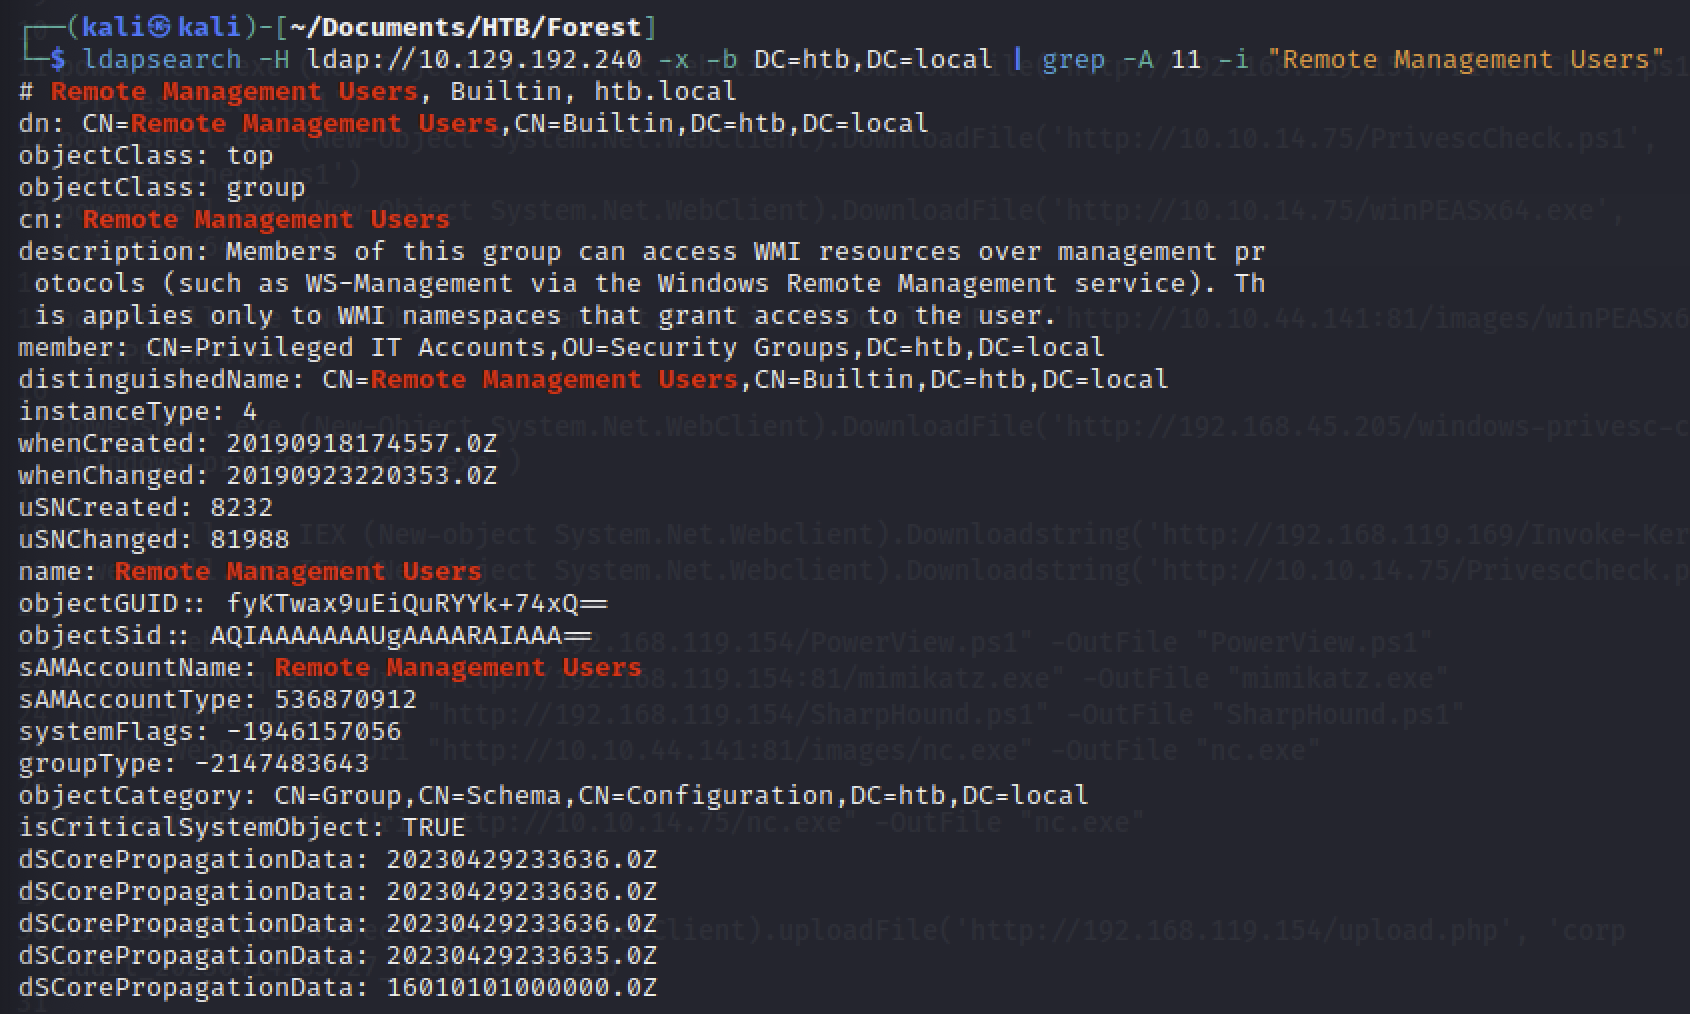 ┌──(kali㉿kali)-[~/Documents/HTB/Forest]
└─$ ldapsearch -H ldap://10.129.192.240 -x -b DC=htb,DC=local | grep -A 11 -i "Remote Management Users"
# Remote Management Users, Builtin, htb.local
dn: CN=Remote Management Users,CN=Builtin,DC=htb,DC=local
objectClass: top
objectClass: group
cn: Remote Management Users
description: Members of this group can access WMI resources over management pr
 otocols (such as WS-Management via the Windows Remote Management service). Th
 is applies only to WMI namespaces that grant access to the user.
member: CN=Privileged IT Accounts,OU=Security Groups,DC=htb,DC=local
distinguishedName: CN=Remote Management Users,CN=Builtin,DC=htb,DC=local
instanceType: 4
whenCreated: 20190918174557.0Z
whenChanged: 20190923220353.0Z
uSNCreated: 8232
uSNChanged: 81988
name: Remote Management Users
objectGUID:: fyKTwax9uEiQuRYYk+74xQ==
objectSid:: AQIAAAAAAAUgAAAARAIAAA==
sAMAccountName: Remote Management Users
sAMAccountType: 536870912
systemFlags: -1946157056
groupType: -2147483643
objectCategory: CN=Group,CN=Schema,CN=Configuration,DC=htb,DC=local
isCriticalSystemObject: TRUE
dSCorePropagationData: 20230429233636.0Z
dSCorePropagationData: 20230429233636.0Z
dSCorePropagationData: 20230429233636.0Z
dSCorePropagationData: 20230429233635.0Z
dSCorePropagationData: 16010101000000.0Z